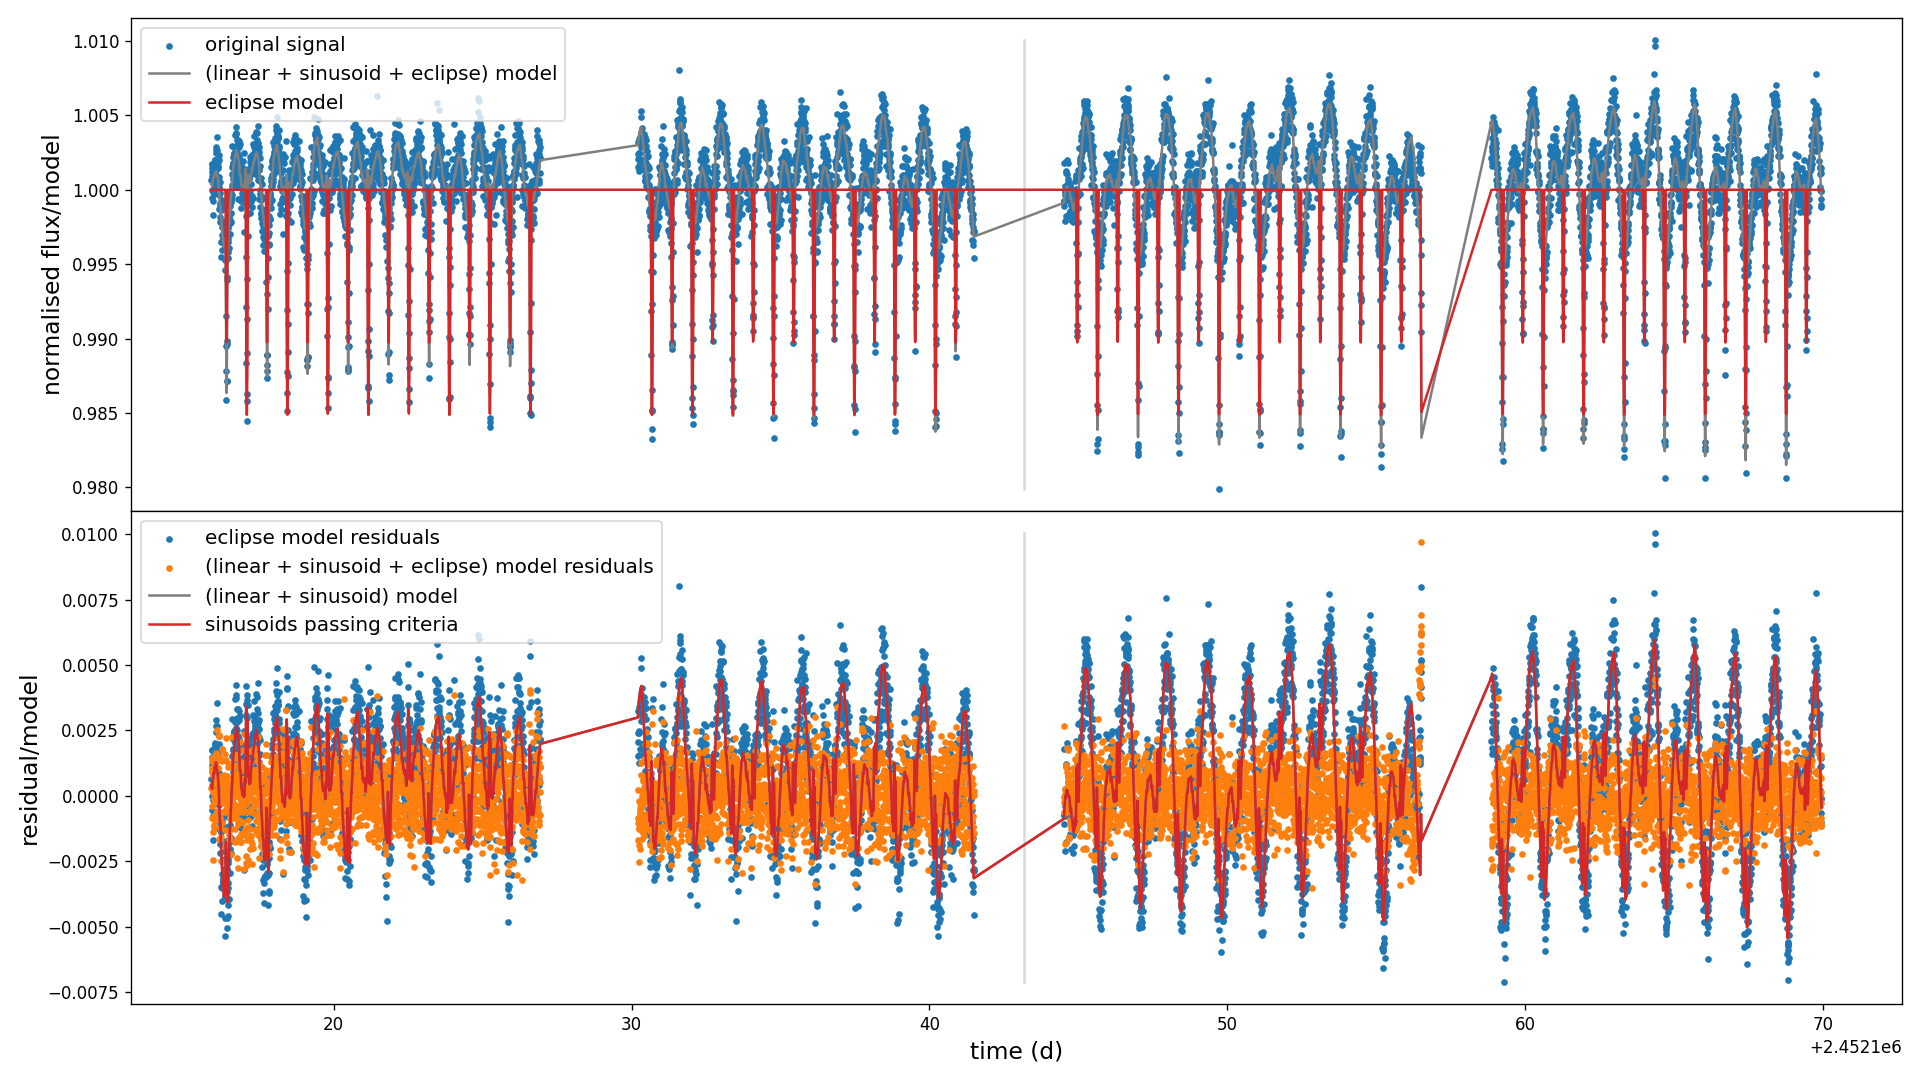 original signal
(linear + sinusoid + eclipse) model
eclipse model
1.010
1.005
1.000
0.995
0.990
0.985
0.980
normalised flux/model
eclipse model residuals
(linear + sinusoid + eclipse) model residuals
(linear + sinusoid) model
sinusoids passing criteria
0.0100
0.0075
0.0050
0.0025
0.0000
−0.0025
−0.0050
−0.0075
residual/model
20
30
40
50
60
70
time (d)
+2.4521e6